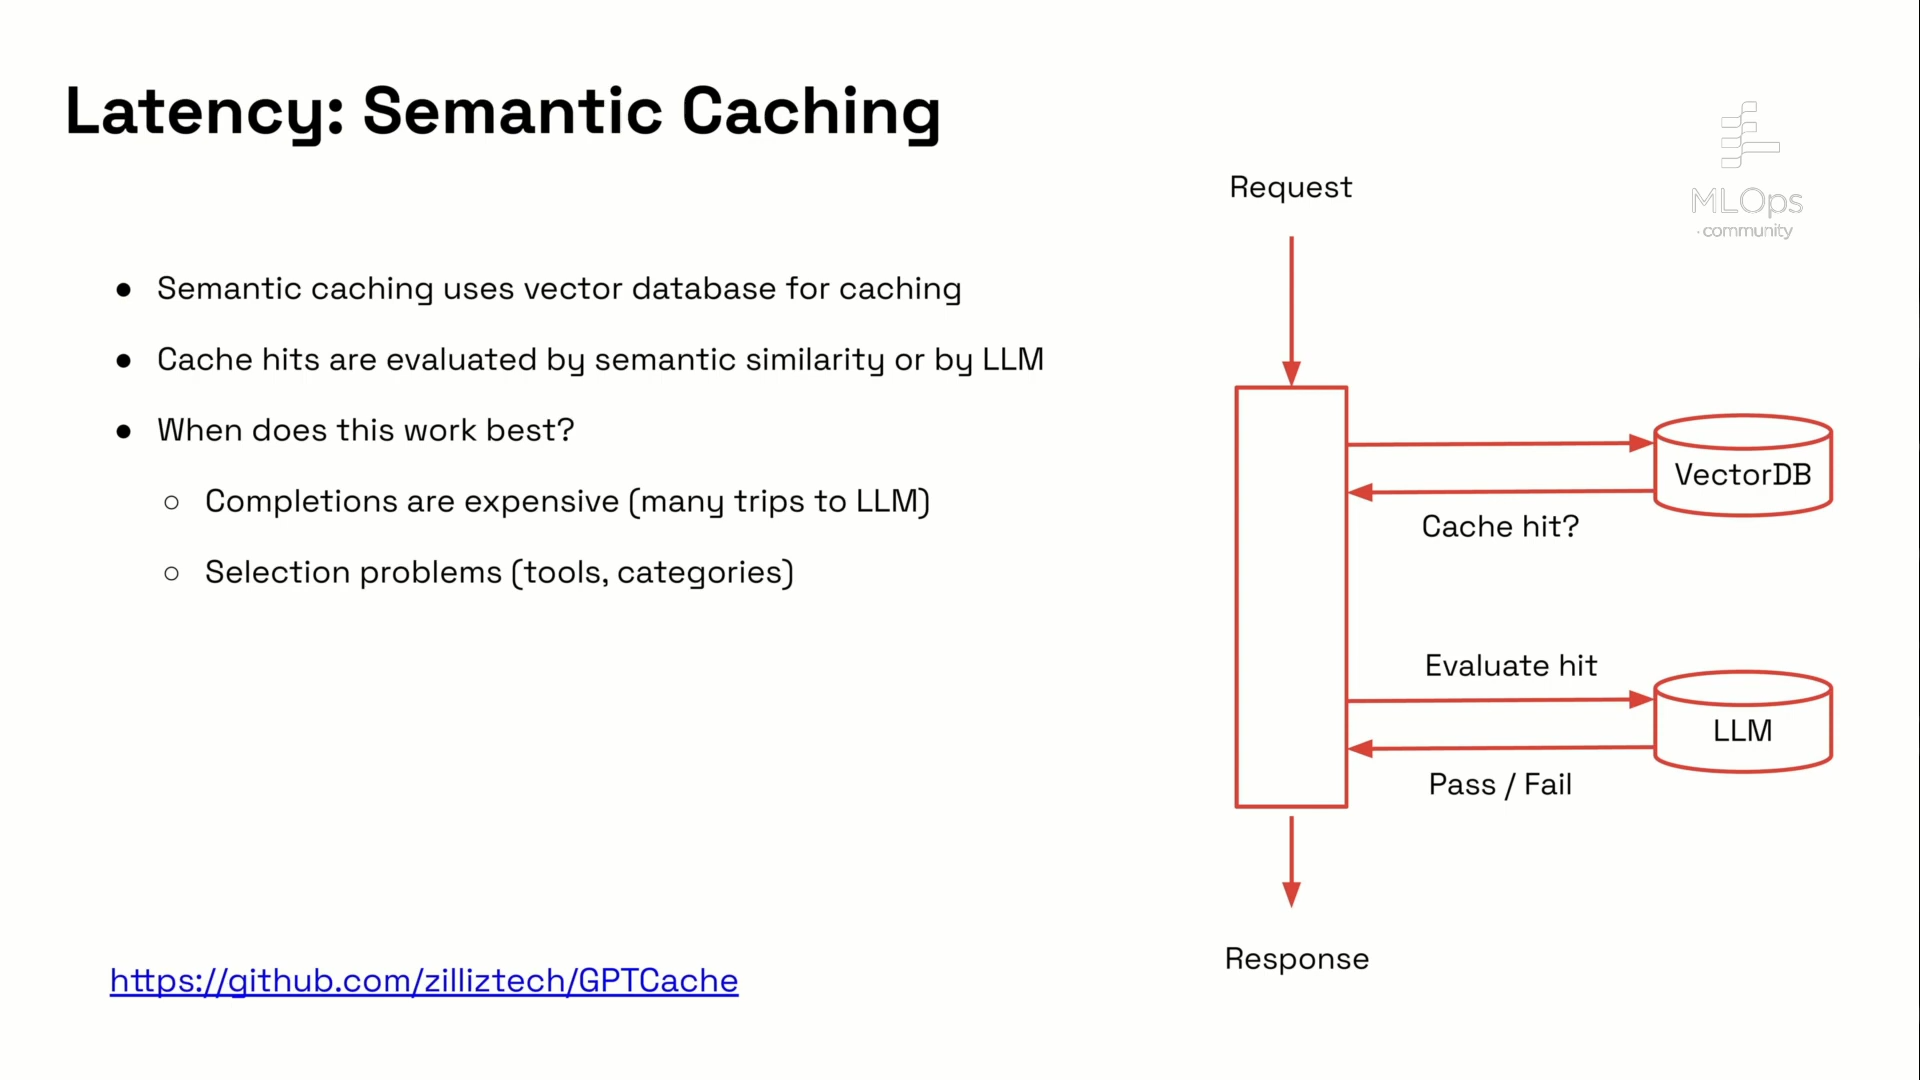 Latency: Semantic Caching
MLOps
community
● Semantic caching uses vector database for caching
● Cache hits are evaluated by semantic similarity or by LLM
● When does this work best?
○ Completions are expensive (many trips to LLM)
○ Selection problems (tools, categories)
https://github.com/zilliztech/GPTCache
Request
VectorDB
Cache hit?
Evaluate hit
LLM
Pass / Fail
Response